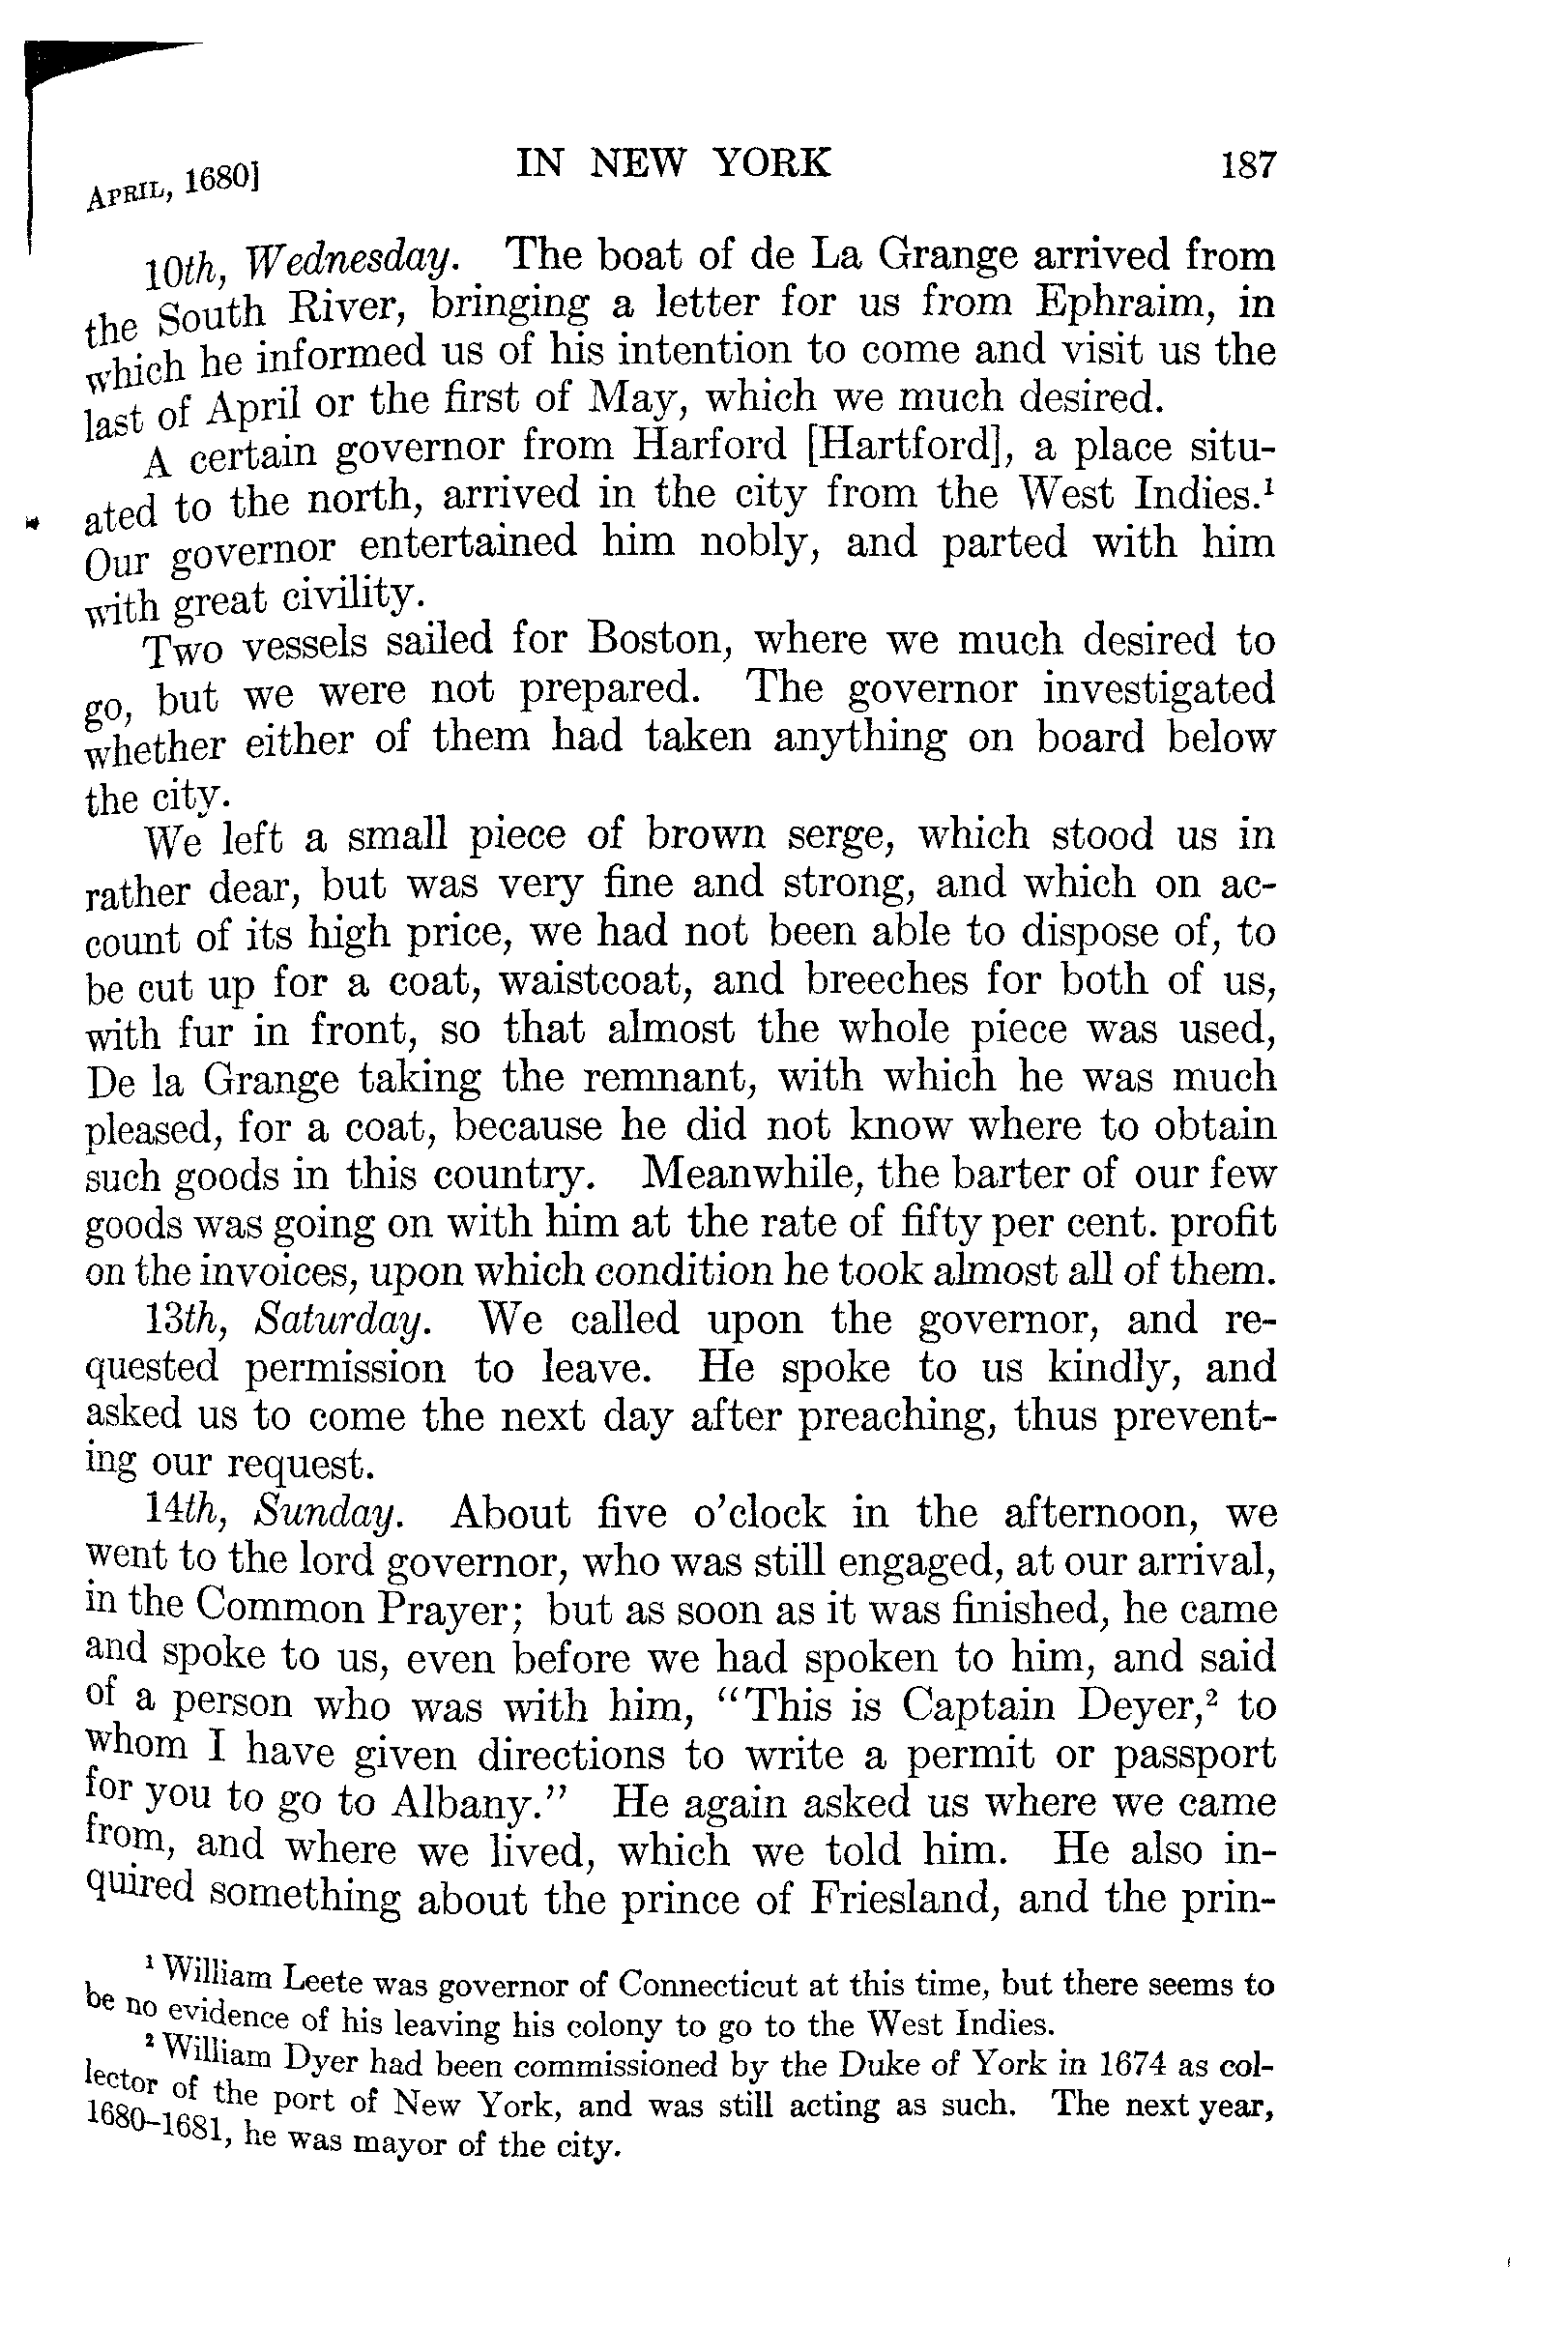 APRIL, 1680] IN NEW YORK 187
10th, Wednesday. The boat of de La Grange arrived from
the South River, bringing a letter for us from Ephraim, in
which he informed us of his intention to come and visit us the
last of April or the first of May, which we much desired.
A certain governor from Harford [Hartford], a place situ-
ated to the north, arrived in the city from the West Indies.¹
Our governor entertained him nobly, and parted with him
with great civility.
Two vessels sailed for Boston, where we much desired to
go, but we were not prepared. The governor investigated
whether either of them had taken anything on board below
the city.
We left a small piece of brown serge, which stood us in
rather dear, but was very fine and strong, and which on ac-
count of its high price, we had not been able to dispose of, to
be cut up for a coat, waistcoat, and breeches for both of us,
with fur in front, so that almost the whole piece was used,
De la Grange taking the remnant, with which he was much
pleased, for a coat, because he did not know where to obtain
such goods in this country. Meanwhile, the barter of our few
goods was going on with him at the rate of fifty per cent. profit
on the invoices, upon which condition he took almost all of them.
13th, Saturday. We called upon the governor, and re-
quested permission to leave. He spoke to us kindly, and
asked us to come the next day after preaching, thus prevent-
ing our request.
14th, Sunday. About five o'clock in the afternoon, we
went to the lord governor, who was still engaged, at our arrival,
in the Common Prayer; but as soon as it was finished, he came
and spoke to us, even before we had spoken to him, and said
of a person who was with him, "This is Captain Deyer,² to
whom I have given directions to write a permit or passport
for you to go to Albany." He again asked us where we came
from, and where we lived, which we told him. He also in-
quired something about the prince of Friesland, and the prin-
¹ William Leete was governor of Connecticut at this time, but there seems to
be no evidence of his leaving his colony to go to the West Indies.
² William Dyer had been commissioned by the Duke of York in 1674 as col-
lector of the port of New York, and was still acting as such. The next year,
1680–1681, he was mayor of the city.